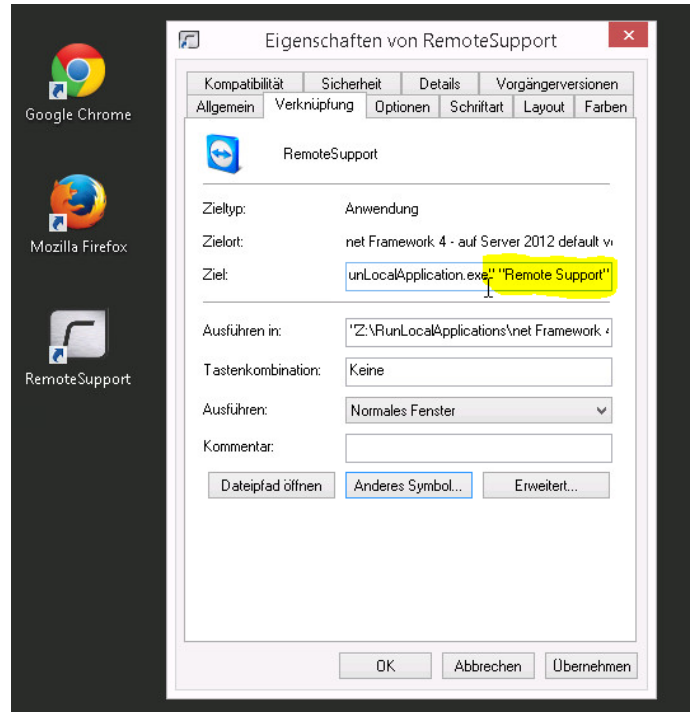 Google Chrome
Mozilla Firefox
RemoteSupport
Eigenschaften von RemoteSupport
Kompatibilität Sicherheit Details Vorgängerversionen
Allgemein Verknüpfung Optionen Schriftart Layout Farben
RemoteSupport
Zieltyp: Anwendung
Zielort: net Framework 4 - auf Server 2012 default
Ziel: unLocalApplication.exe" "Remote Support"
Ausführen in: "Z:\RunLocalApplications\net Framework
Tastenkombination: Keine
Ausführen: Normales Fenster
Kommentar:
Dateipfad öffnen Anderes Symbol... Erweitert...
OK Abbrechen Übernehmen